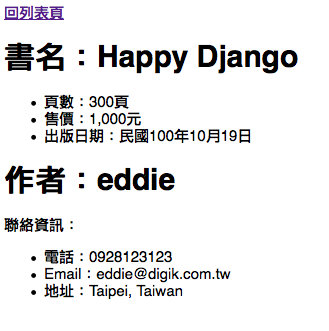 回列表頁
書名：Happy Django
頁數：300頁
售價：1,000元
出版日期：民國100年10月19日
作者：eddie
聯絡資訊：
電話：0928123123
Email：eddie@digik.com.tw
地址：Taipei, Taiwan